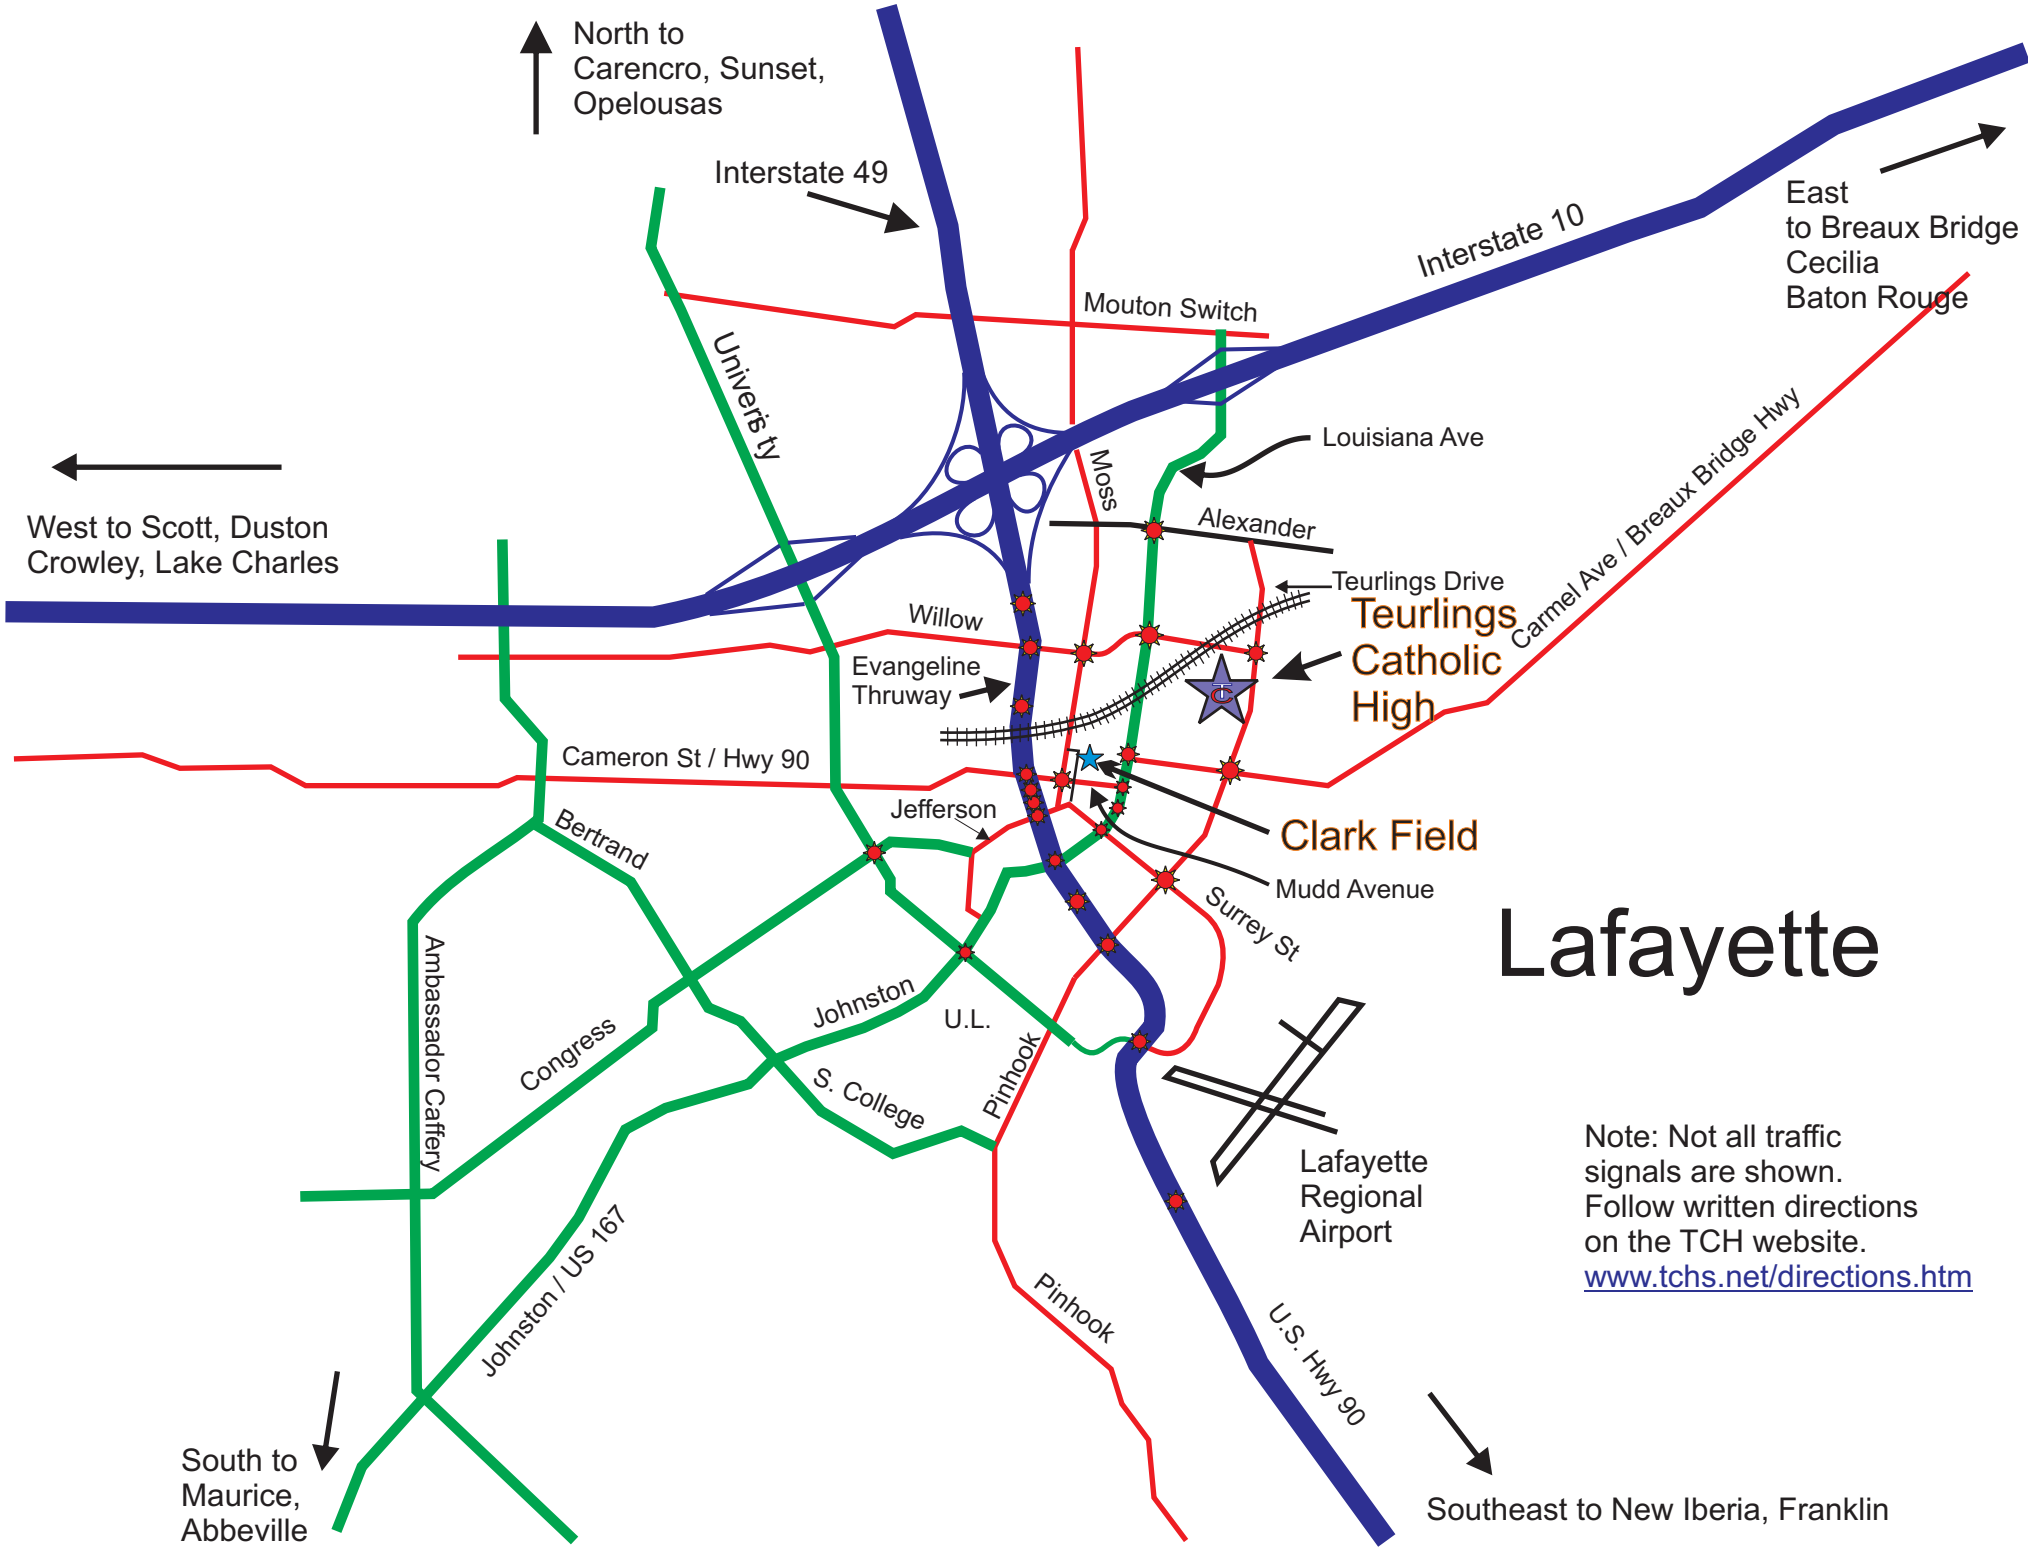 North to
Carencro, Sunset,
Opelousas
Interstate 49
Interstate 10
East
to Breaux Bridge
Cecilia
Baton Rouge
Mouton Switch
Univeris ty
Louisiana Ave
Moss
Alexander
Carmel Ave / Breaux Bridge Hwy
West to Scott, Duston
Crowley, Lake Charles
Teurlings Drive
Teurlings
Catholic
High
TC
Willow
Evangeline
Thruway
Cameron St / Hwy 90
Jefferson
Bertrand
Clark Field
Mudd Avenue
Surrey St
Lafayette
Ambassador Caffery
Congress
Johnston
U.L.
Pinhook
S. College
Lafayette
Regional
Airport
Note: Not all traffic
signals are shown.
Follow written directions
on the TCH website.
www.tchs.net/directions.htm
Johnston / US 167
Pinhook
U.S. Hwy 90
South to
Maurice,
Abbeville
Southeast to New Iberia, Franklin